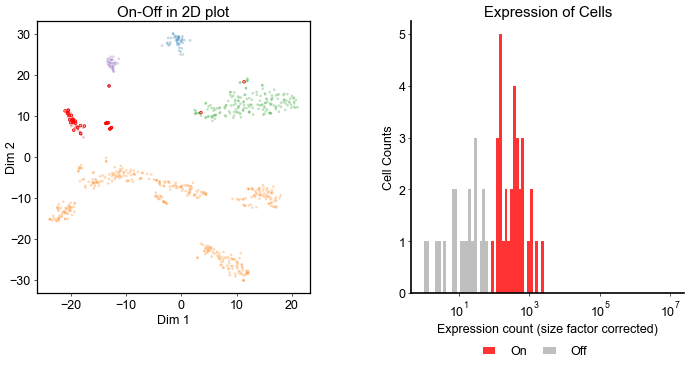 On-Off in 2D plot
30
20
10
0
−10
−20
−30
Dim 2
−20 −10 0 10 20
Dim 1
Expression of Cells
5
4
3
2
1
0
Cell Counts
10^1 10^3 10^5 10^7
Expression count (size factor corrected)
On Off